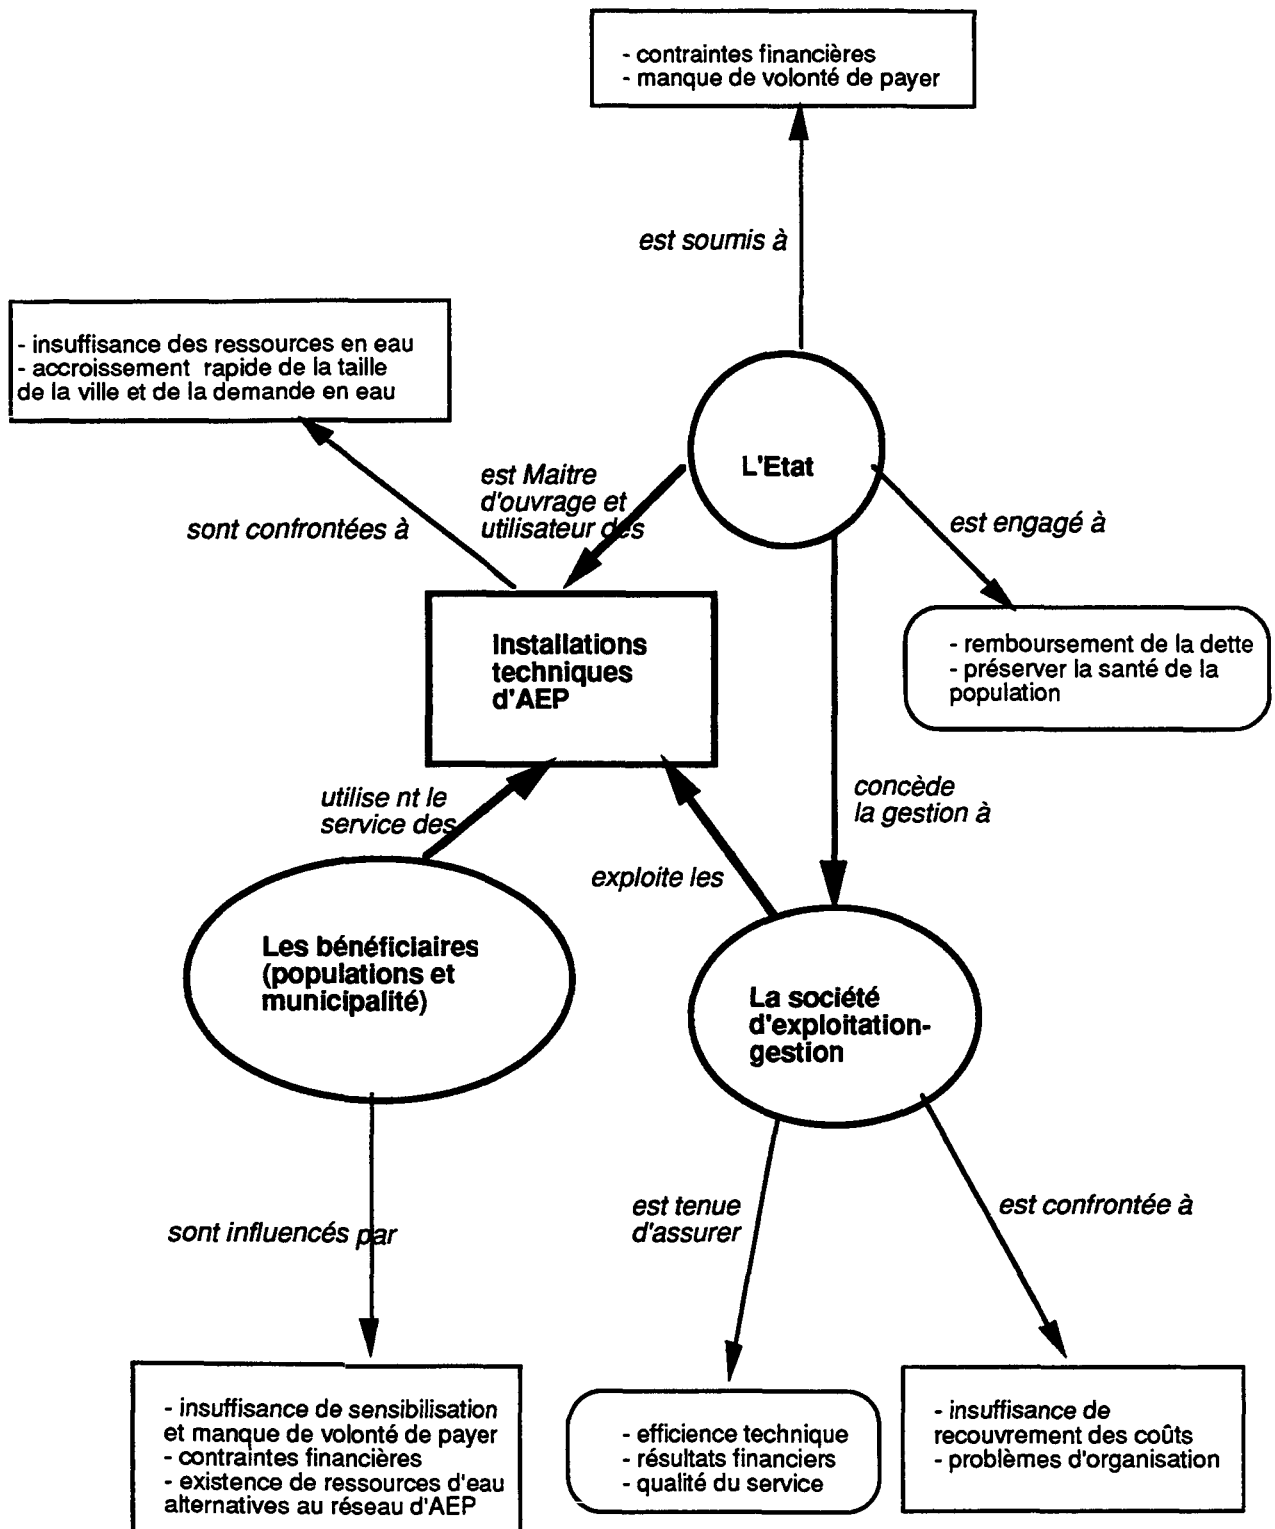 - contraintes financières
- manque de volonté de payer
est soumis à
- insuffisance des ressources en eau
- accroissement rapide de la taille
de la ville et de la demande en eau
L'Etat
est Maitre
d'ouvrage et
utilisateur des
sont confrontées à
est engagé à
Installations
techniques
d'AEP
- remboursement de la dette
- préserver la santé de la
population
utilise nt le
service des
concède
la gestion à
exploite les
Les bénéficiaires
(populations et
municipalité)
La société
d'exploitation-
gestion
sont influencés par
est tenue
d'assurer
est confrontée à
- insuffisance de sensibilisation
et manque de volonté de payer
- contraintes financières
- existence de ressources d'eau
alternatives au réseau d'AEP
- efficience technique
- résultats financiers
- qualité du service
- insuffisance de
recouvrement des coûts
- problèmes d'organisation